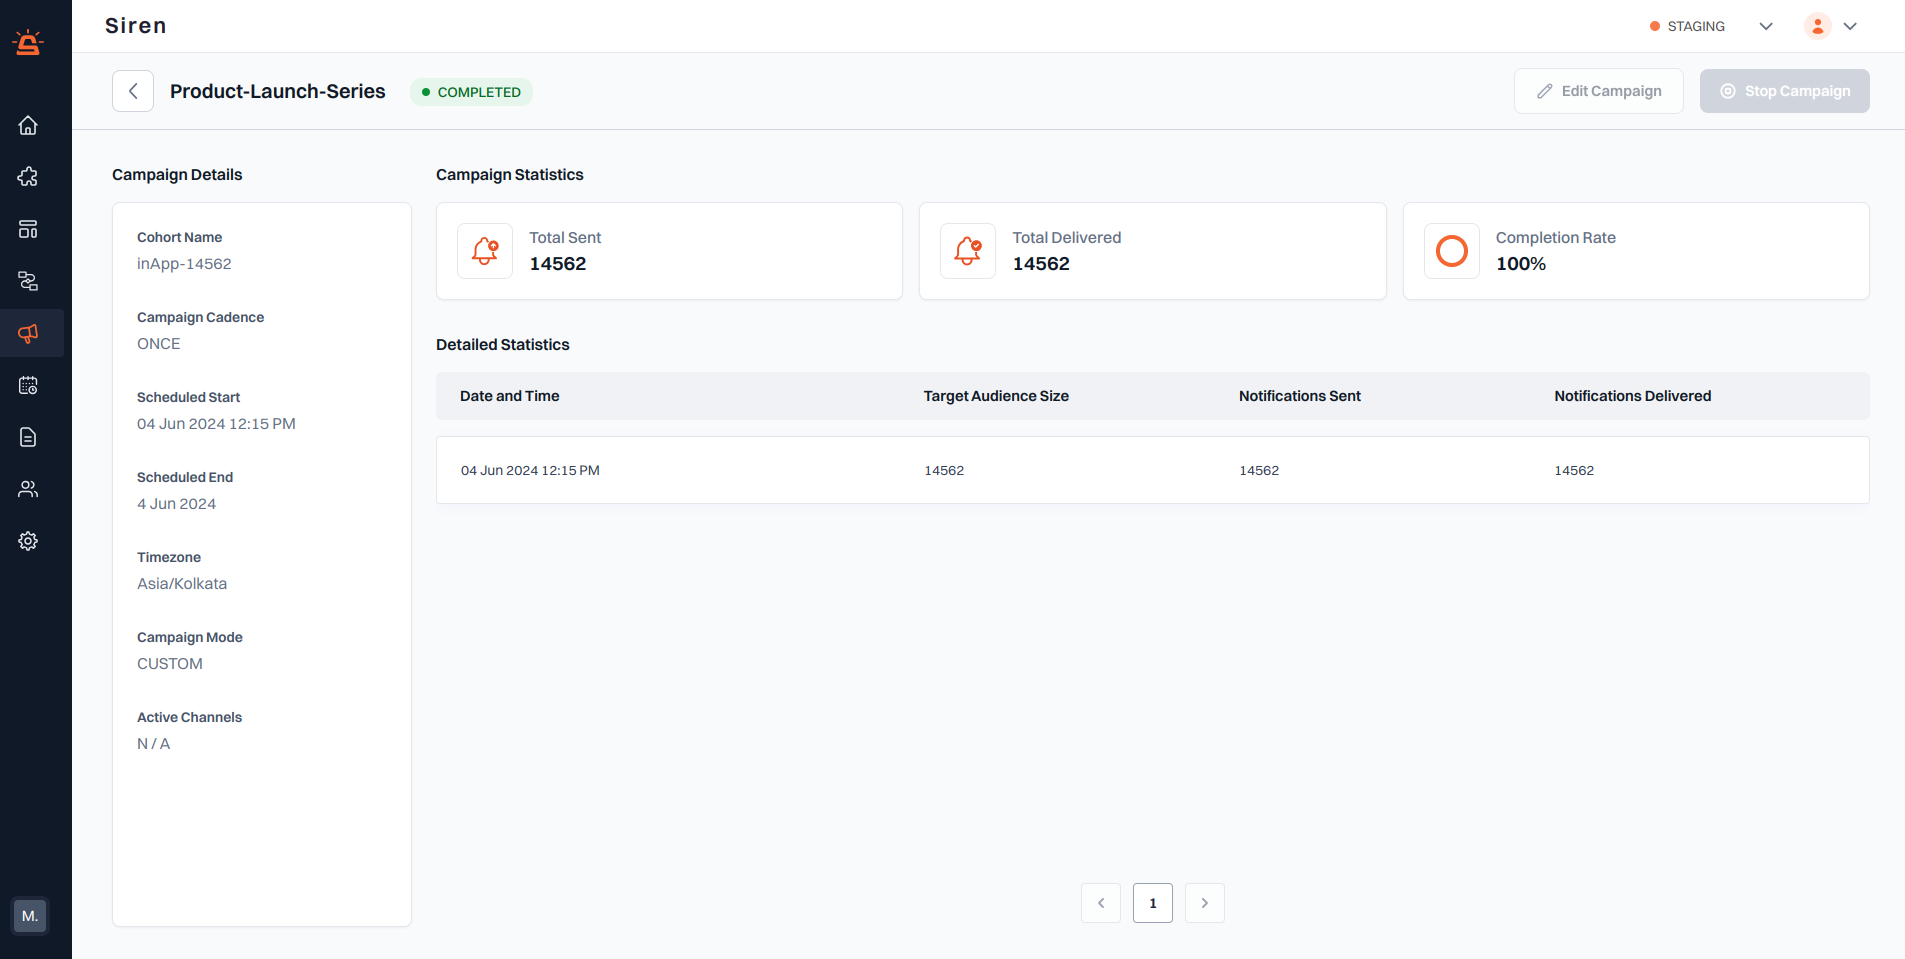 Siren
STAGING
Product-Launch-Series
COMPLETED
Edit Campaign
Stop Campaign
Campaign Details
Cohort Name
inApp-14562
Campaign Cadence
ONCE
Scheduled Start
04 Jun 2024 12:15 PM
Scheduled End
4 Jun 2024
Timezone
Asia/Kolkata
Campaign Mode
CUSTOM
Active Channels
N / A
Campaign Statistics
Total Sent
14562
Total Delivered
14562
Completion Rate
100%
Detailed Statistics
Date and Time Target Audience Size Notifications Sent Notifications Delivered
04 Jun 2024 12:15 PM 14562 14562 14562
1
M.